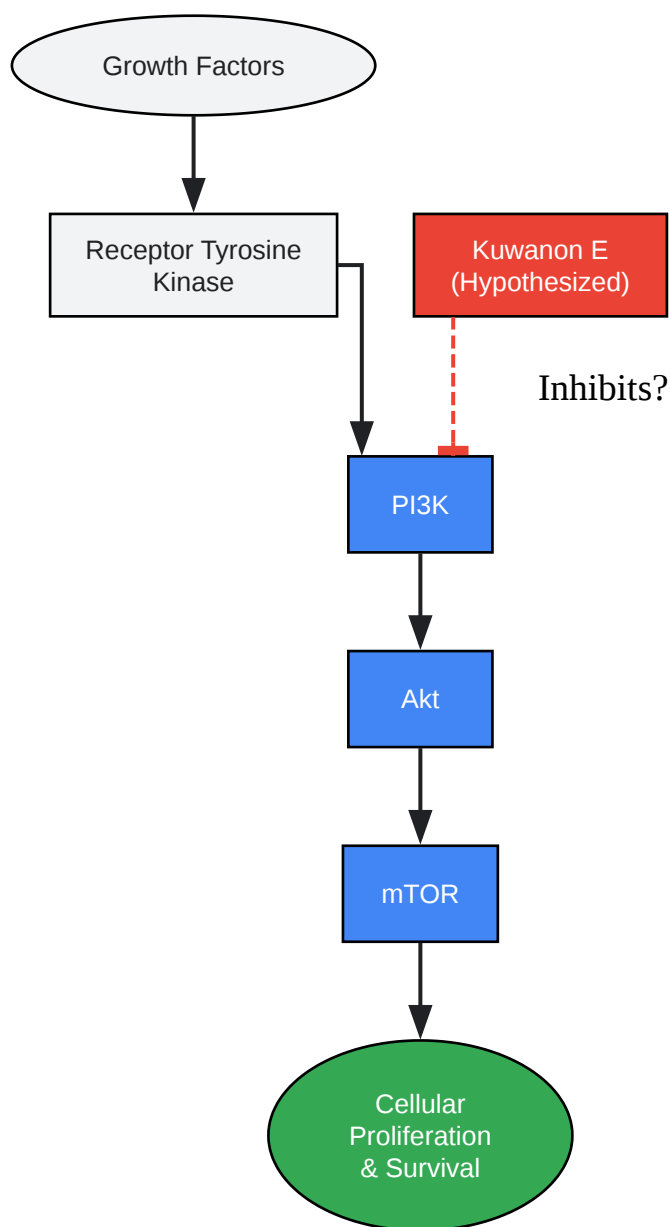 Growth Factors
Receptor Tyrosine
Kinase
Kuwanon E
(Hypothesized)
Inhibits?
PI3K
Akt
mTOR
Cellular
Proliferation
& Survival